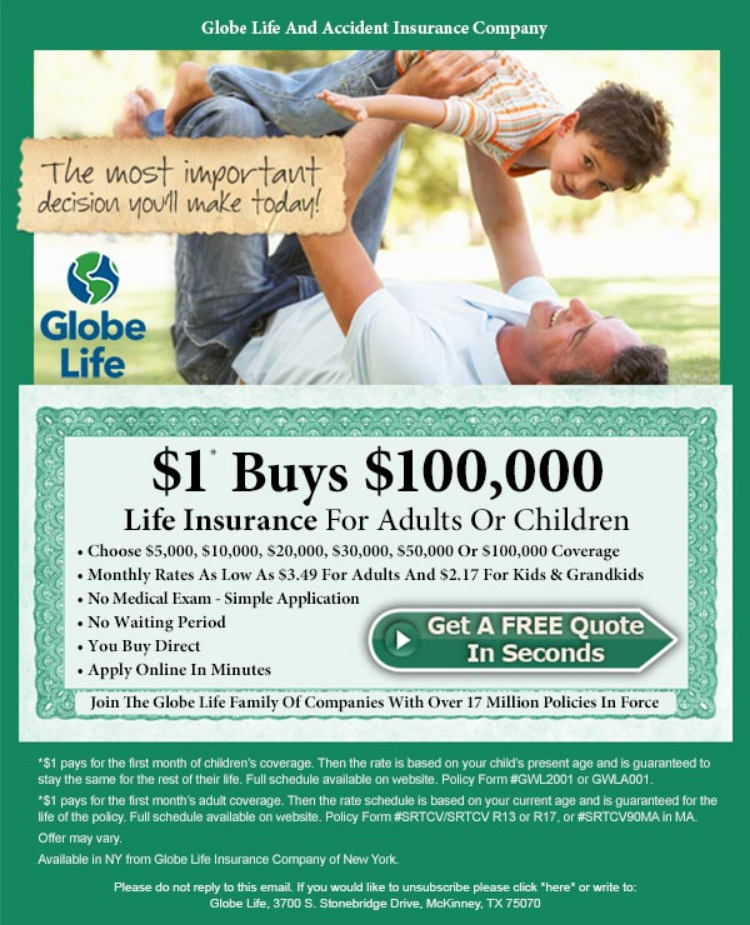 Globe Life And Accident Insurance Company
The most important
decision you'll make today!
Globe
Life
$1* Buys $100,000
Life Insurance For Adults Or Children
• Choose $5,000, $10,000, $20,000, $30,000, $50,000 Or $100,000 Coverage
• Monthly Rates As Low As $3.49 For Adults And $2.17 For Kids & Grandkids
• No Medical Exam - Simple Application
• No Waiting Period
• You Buy Direct
• Apply Online In Minutes
Get A FREE Quote
In Seconds
Join The Globe Life Family Of Companies With Over 17 Million Policies In Force
*$1 pays for the first month of children's coverage. Then the rate is based on your child's present age and is guaranteed to
stay the same for the rest of their life. Full schedule available on website. Policy Form #GWL2001 or GWLA001.
*$1 pays for the first month's adult coverage. Then the rate schedule is based on your current age and is guaranteed for the
life of the policy. Full schedule available on website. Policy Form #SRTCV/SRTCV R13 or R17, or #SRTCV90MA in MA.
Offer may vary.
Available in NY from Globe Life Insurance Company of New York.
Please do not reply to this email. If you would like to unsubscribe please click "here" or write to:
Globe Life, 3700 S. Stonebridge Drive, McKinney, TX 75070